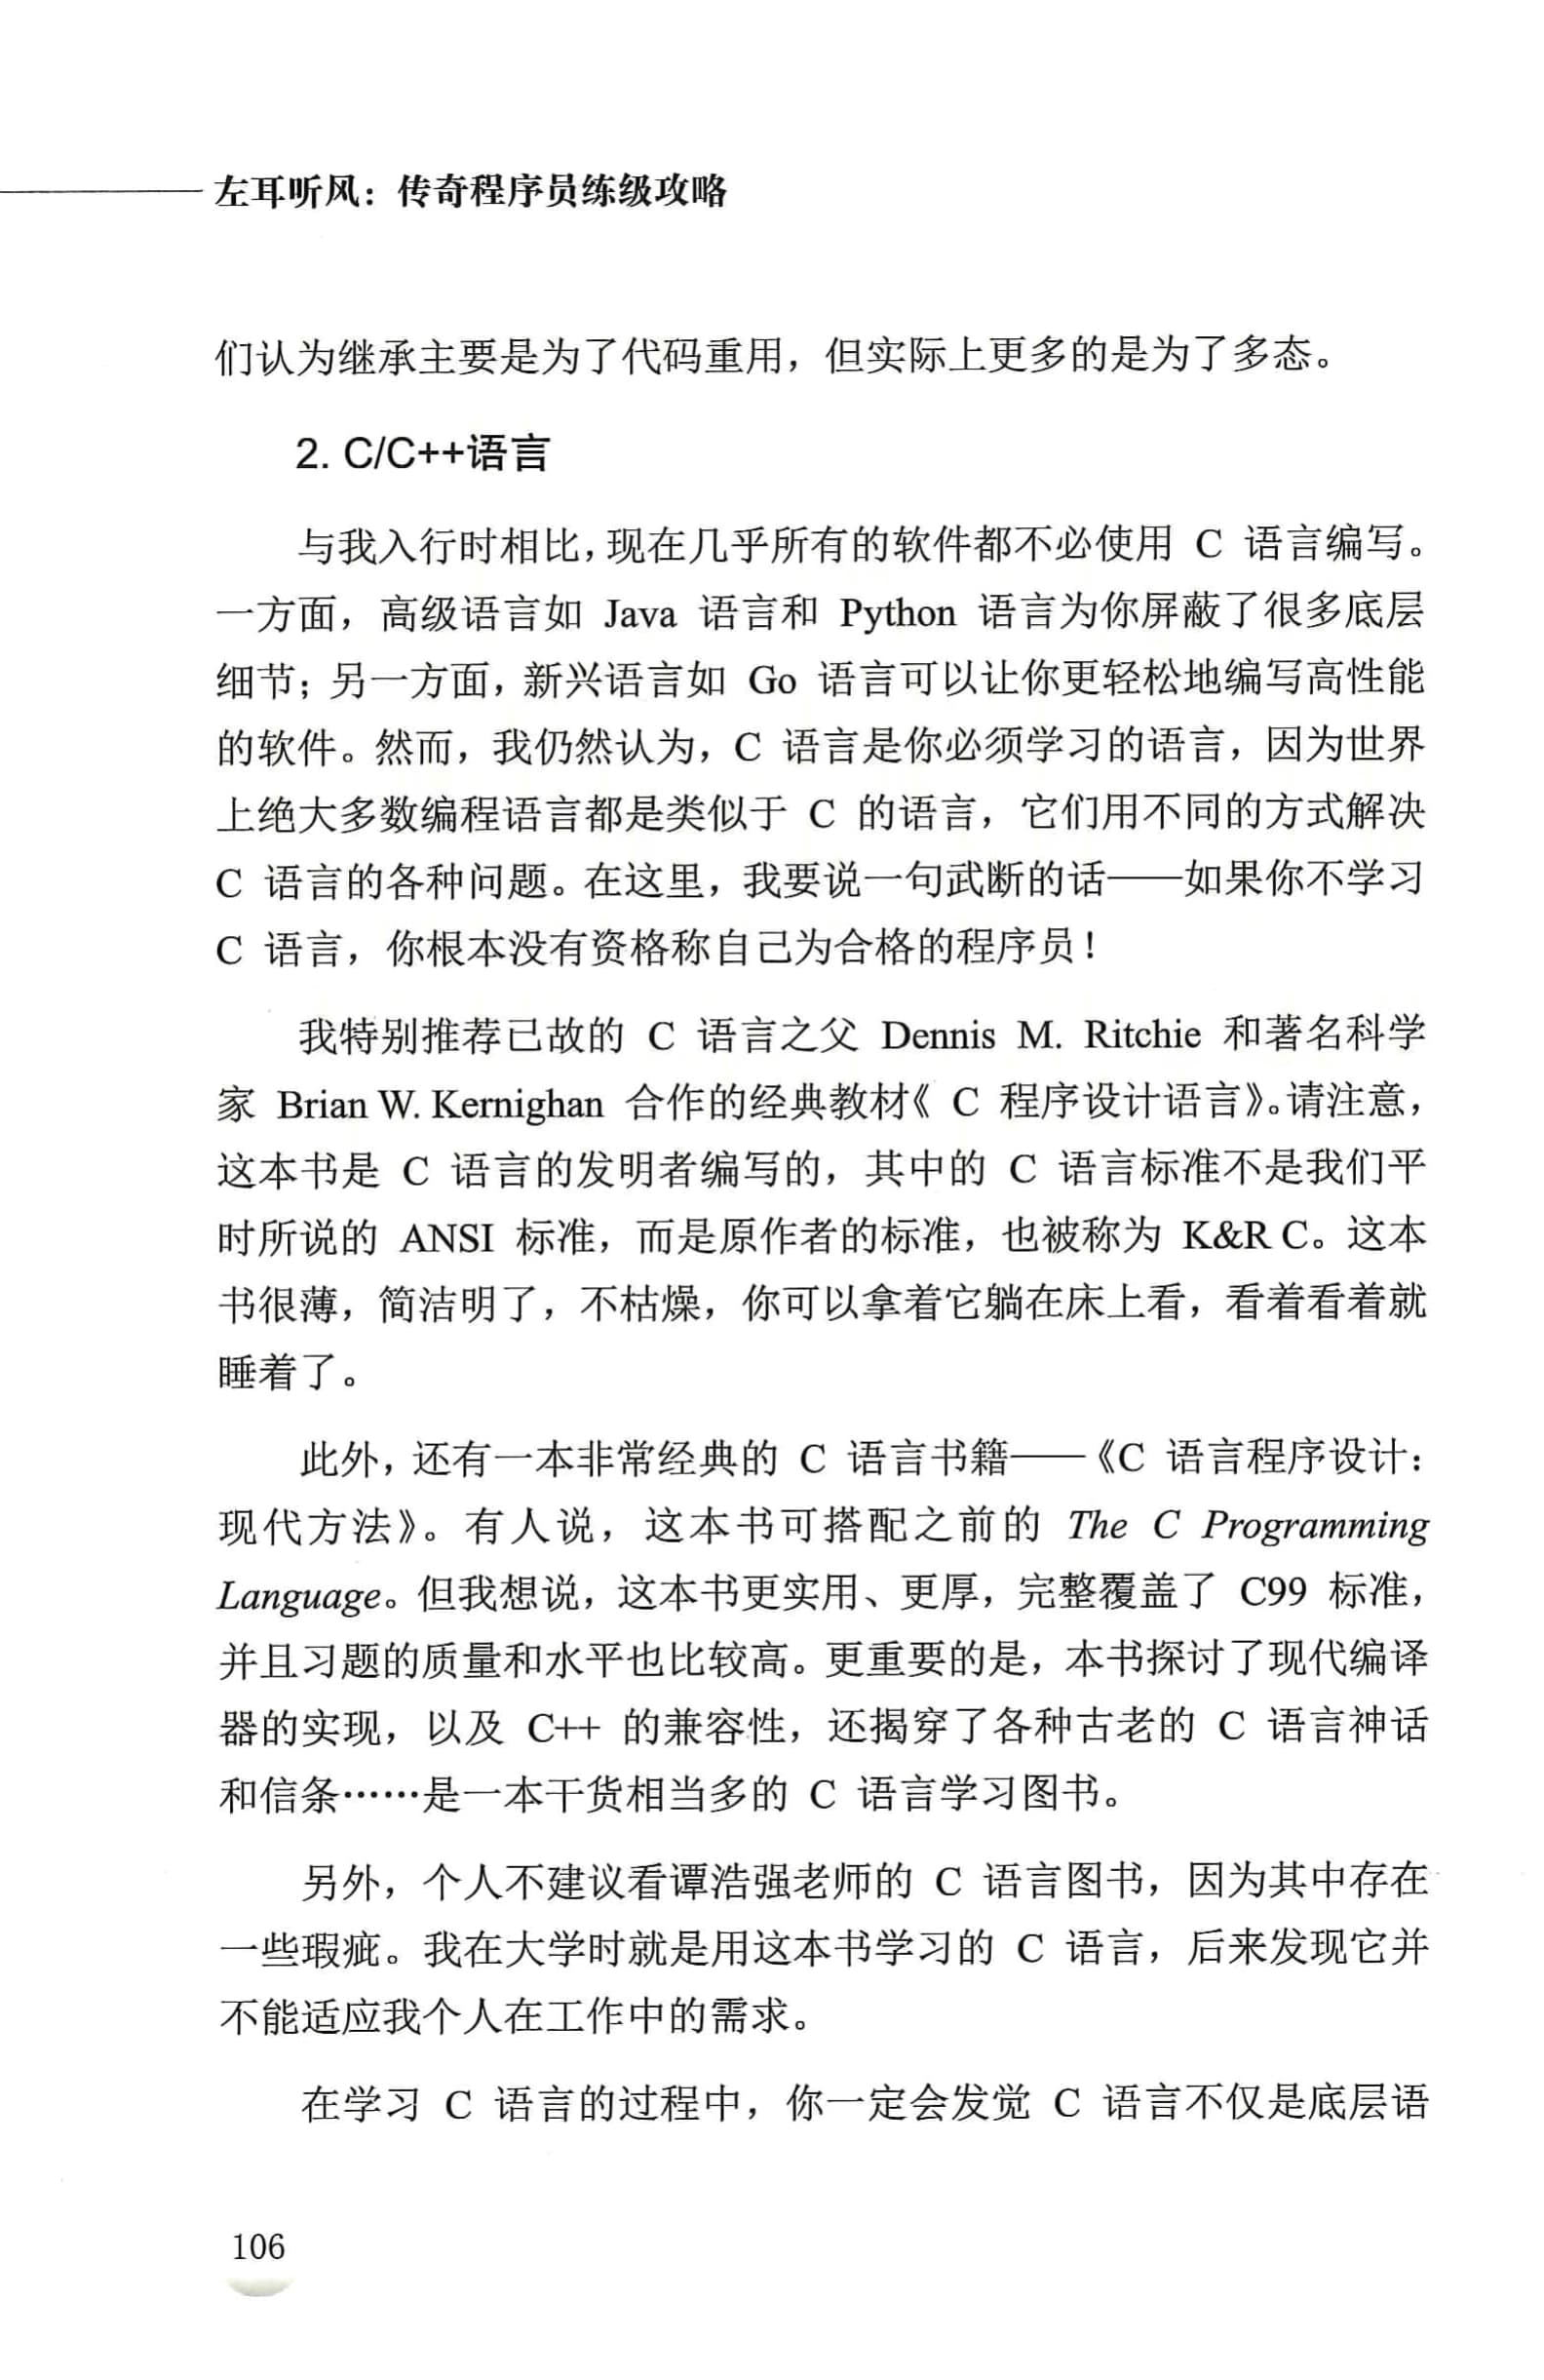 左耳听风：传奇程序员练级攻略
们认为继承主要是为了代码重用，但实际上更多的是为了多态。
2. C/C++语言
与我入行时相比，现在几乎所有的软件都不必使用 C 语言编写。
一方面，高级语言如 Java 语言和 Python 语言为你屏蔽了很多底层
细节；另一方面，新兴语言如 Go 语言可以让你更轻松地编写高性能
的软件。然而，我仍然认为，C 语言是你必须学习的语言，因为世界
上绝大多数编程语言都是类似于 C 的语言，它们用不同的方式解决
C 语言的各种问题。在这里，我要说一句武断的话——如果你不学习
C 语言，你根本没有资格称自己为合格的程序员！
我特别推荐已故的 C 语言之父 Dennis M. Ritchie 和著名科学
家 Brian W. Kernighan 合作的经典教材《 C 程序设计语言》。请注意，
这本书是 C 语言的发明者编写的，其中的 C 语言标准不是我们平
时所说的 ANSI 标准，而是原作者的标准，也被称为 K&R C。这本
书很薄，简洁明了，不枯燥，你可以拿着它躺在床上看，看着看着就
睡着了。
此外，还有一本非常经典的 C 语言书籍——《C 语言程序设计：
现代方法》。有人说，这本书可搭配之前的 The C Programming
Language。但我想说，这本书更实用、更厚，完整覆盖了 C99 标准，
并且习题的质量和水平也比较高。更重要的是，本书探讨了现代编译
器的实现，以及 C++ 的兼容性，还揭穿了各种古老的 C 语言神话
和信条……是一本干货相当多的 C 语言学习图书。
另外，个人不建议看谭浩强老师的 C 语言图书，因为其中存在
一些瑕疵。我在大学时就是用这本书学习的 C 语言，后来发现它并
不能适应我个人在工作中的需求。
在学习 C 语言的过程中，你一定会发觉 C 语言不仅是底层语
106